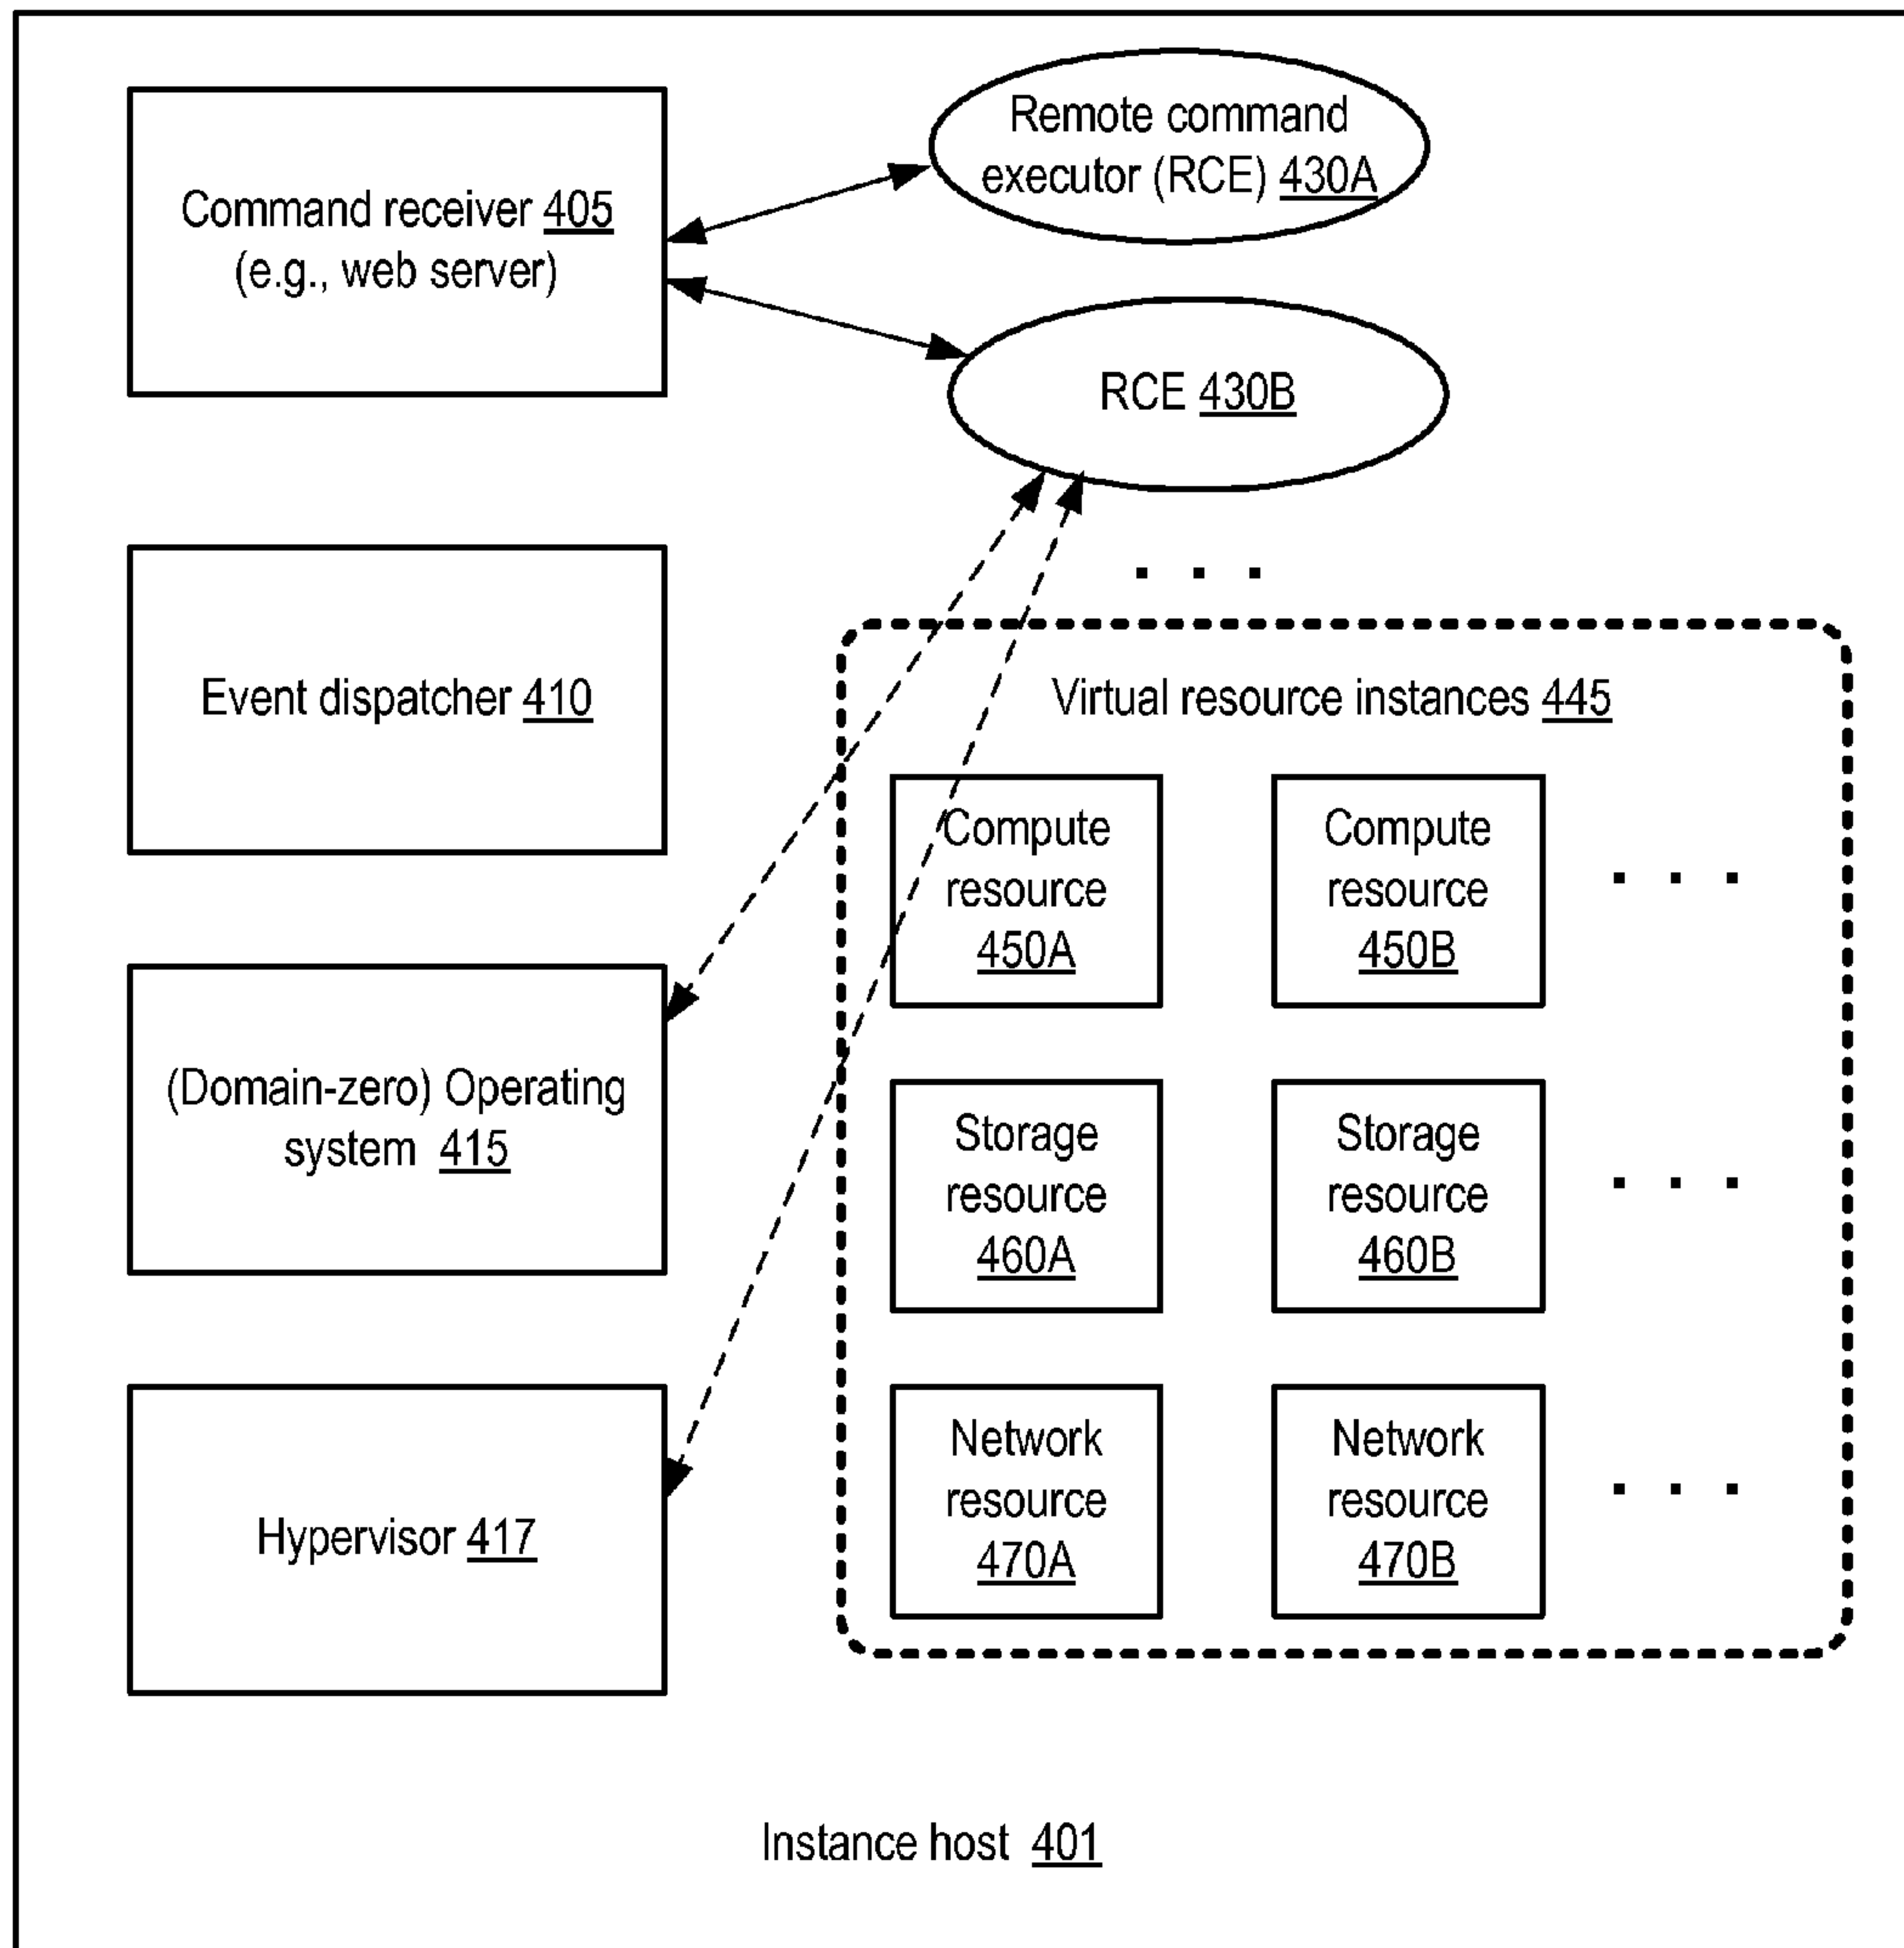 Command receiver 405
(e.g., web server)
Remote command
executor (RCE) 430A
RCE 430B
. . .
Event dispatcher 410
Virtual resource instances 445
Compute
resource
450A
Compute
resource
450B
. . .
(Domain-zero) Operating
system 415
Storage
resource
460A
Storage
resource
460B
. . .
Hypervisor 417
Network
resource
470A
Network
resource
470B
. . .
Instance host 401